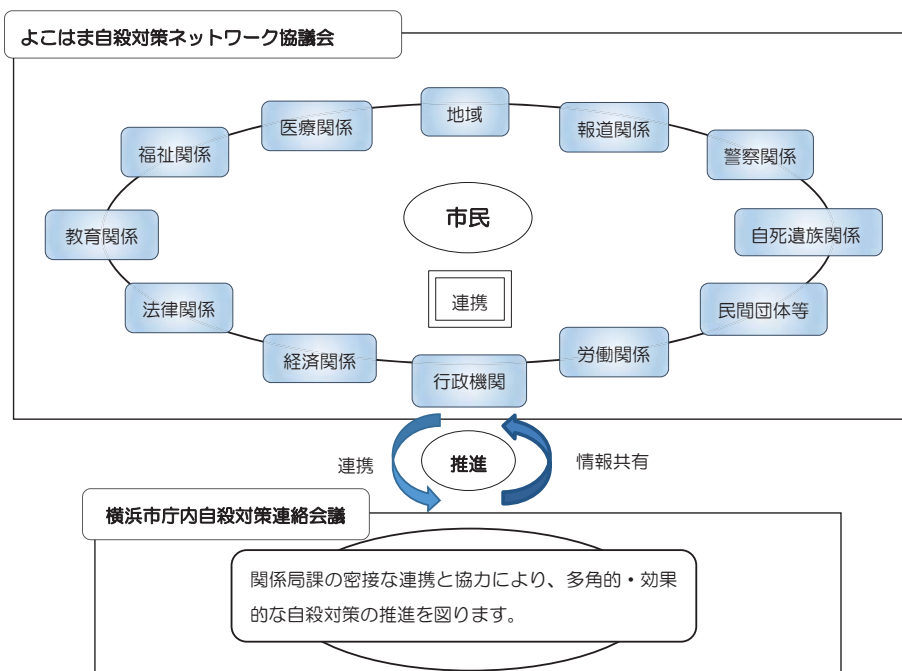 よこはま自殺対策ネットワーク協議会
地域
医療関係
報道関係
福祉関係
警察関係
市民
教育関係
自死遺族関係
連携
法律関係
民間団体等
経済関係
労働関係
行政機関
連携
推進
情報共有
横浜市庁内自殺対策連絡会議
関係局課の密接な連携と協力により、多角的・効果
的な自殺対策の推進を図ります。